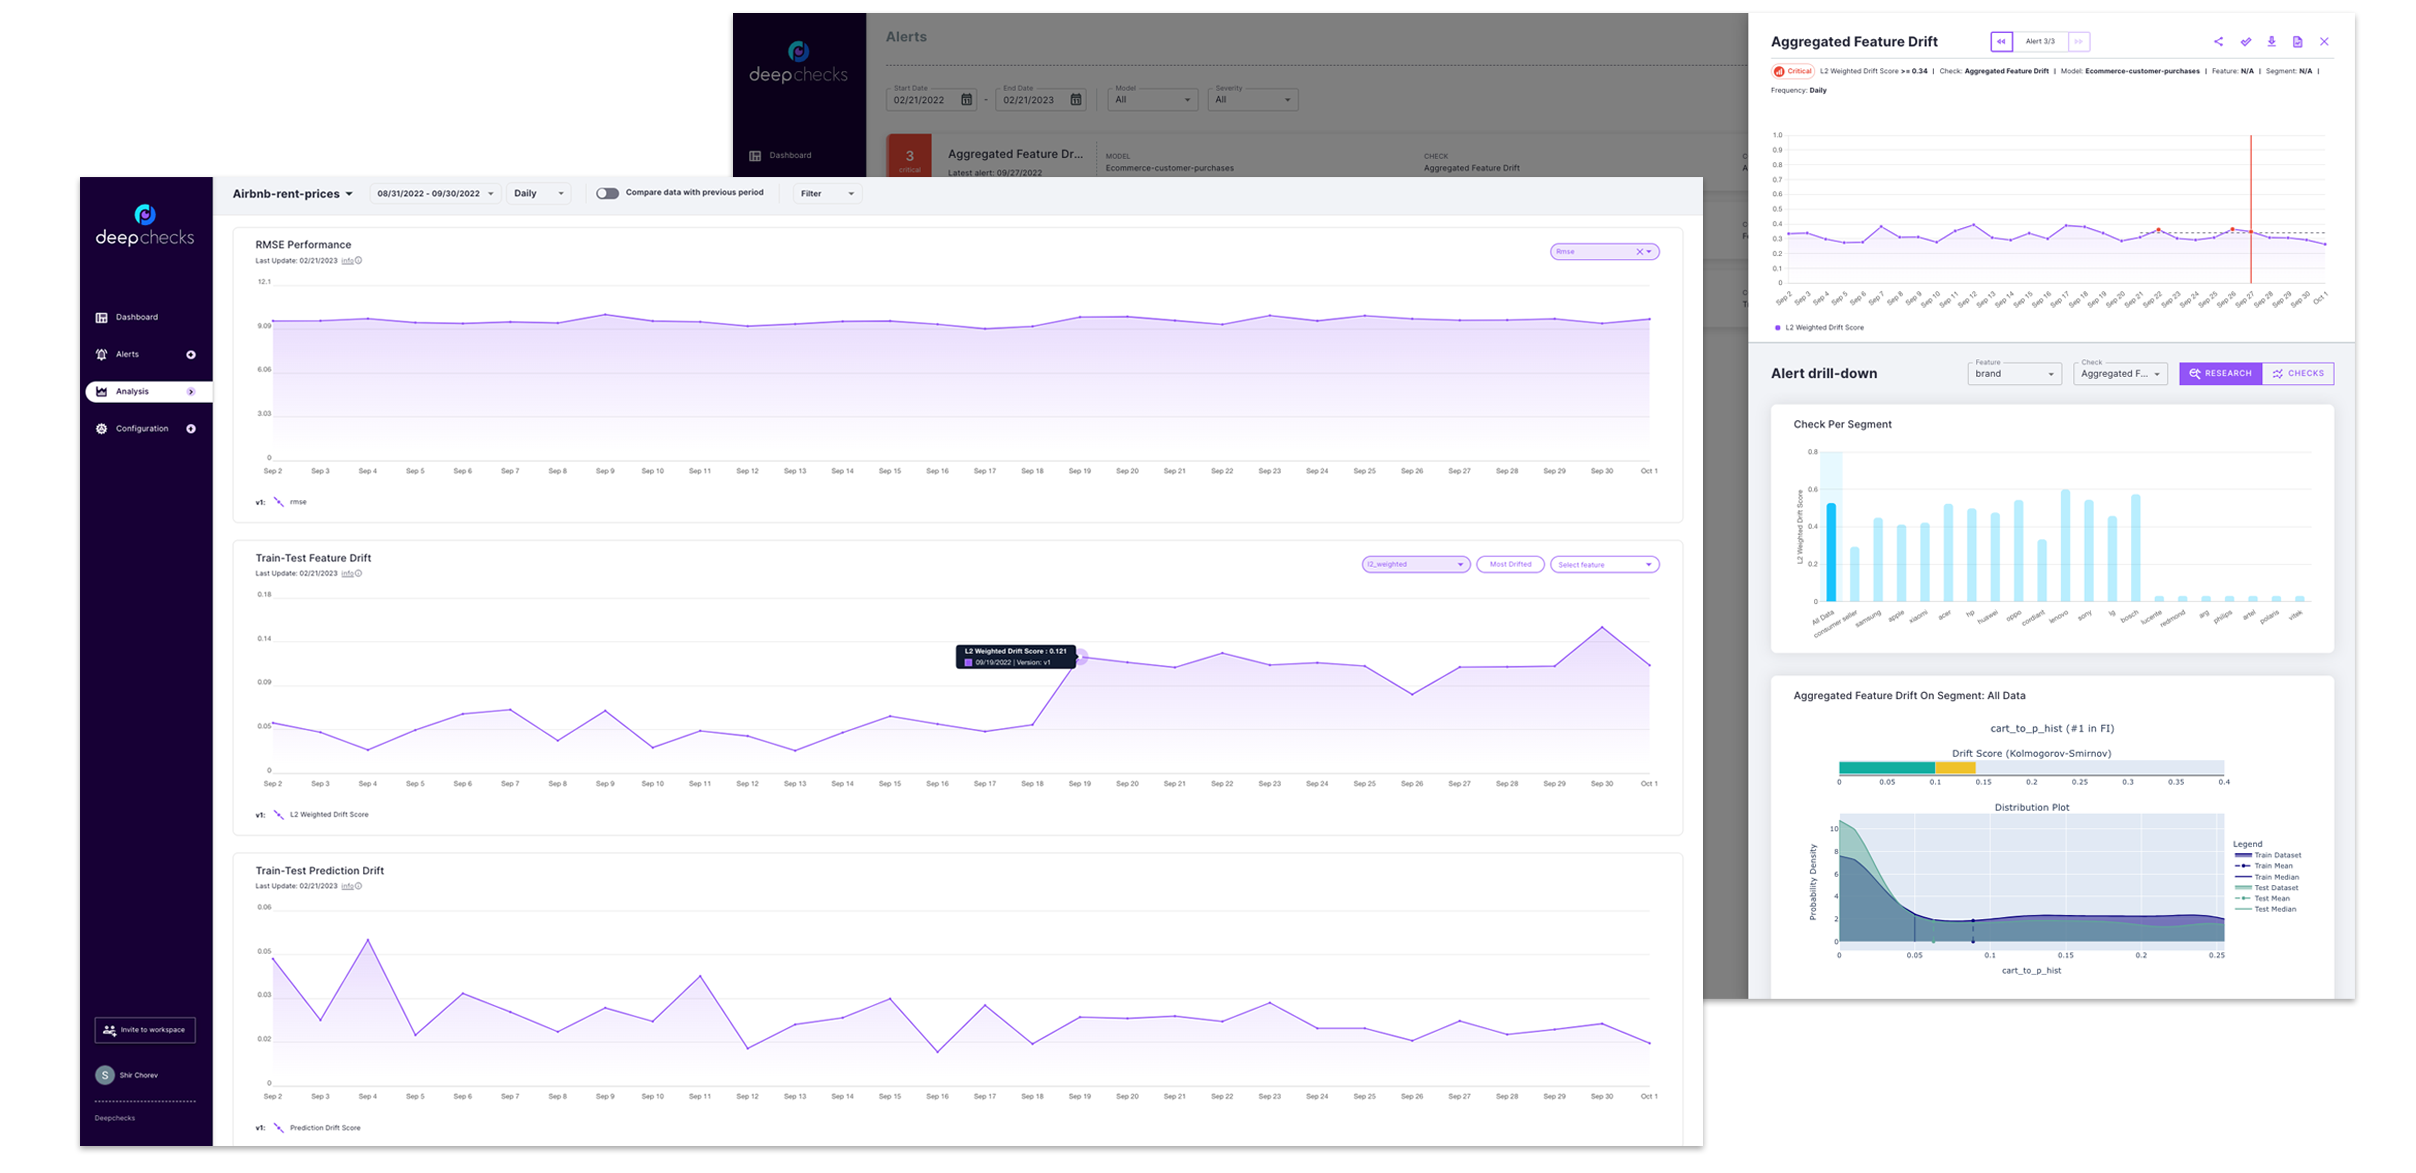 deepchecks
Dashboard
Alerts
Start Date
02/21/2022
-
End Date
02/21/2023
Model
All
Severity
All
3
critical
Aggregated Feature Dr...
Latest alert: 09/27/2022
MODEL
Ecommerce-customer-purchases
CHECK
Aggregated Feature Drift
deepchecks
Dashboard
Alerts
Analysis
Configuration
Invite to workspace
S
Shir Chorev
Deepchecks
Airbnb-rent-prices
08/31/2022 - 09/30/2022
Daily
Compare data with previous period
Filter
RMSE Performance
Last Update: 02/21/2023 info
Rmse
12.1
9.09
6.06
3.03
0
Sep 2 Sep 3 Sep 4 Sep 5 Sep 6 Sep 7 Sep 8 Sep 9 Sep 10 Sep 11 Sep 12 Sep 13 Sep 14 Sep 15 Sep 16 Sep 17 Sep 18 Sep 19 Sep 20 Sep 21 Sep 22 Sep 23 Sep 24 Sep 25 Sep 26 Sep 27 Sep 28 Sep 29 Sep 30 Oct 1
v1: rmse
Train-Test Feature Drift
Last Update: 02/21/2023 info
l2_weighted
Most Drifted
Select feature
0.18
0.14
0.09
0.05
0
L2 Weighted Drift Score : 0.121
09/19/2022 | Version: v1
Sep 2 Sep 3 Sep 4 Sep 5 Sep 6 Sep 7 Sep 8 Sep 9 Sep 10 Sep 11 Sep 12 Sep 13 Sep 14 Sep 15 Sep 16 Sep 17 Sep 18 Sep 19 Sep 20 Sep 21 Sep 22 Sep 23 Sep 24 Sep 25 Sep 26 Sep 27 Sep 28 Sep 29 Sep 30 Oct 1
v1: L2 Weighted Drift Score
Train-Test Prediction Drift
Last Update: 02/21/2023 info
0.06
0.05
0.03
0.02
0
Sep 2 Sep 3 Sep 4 Sep 5 Sep 6 Sep 7 Sep 8 Sep 9 Sep 10 Sep 11 Sep 12 Sep 13 Sep 14 Sep 15 Sep 16 Sep 17 Sep 18 Sep 19 Sep 20 Sep 21 Sep 22 Sep 23 Sep 24 Sep 25 Sep 26 Sep 27 Sep 28 Sep 29 Sep 30 Oct 1
v1: Prediction Drift Score
Aggregated Feature Drift
Alert 3/3
Critical L2 Weighted Drift Score >= 0.34 | Check: Aggregated Feature Drift | Model: Ecommerce-customer-purchases | Feature: N/A | Segment: N/A |
Frequency: Daily
1.0
0.9
0.8
0.7
0.6
0.5
0.4
0.3
0.2
0.1
0
Sep 2 Sep 3 Sep 4 Sep 5 Sep 6 Sep 7 Sep 8 Sep 9 Sep 10 Sep 11 Sep 12 Sep 13 Sep 14 Sep 15 Sep 16 Sep 17 Sep 18 Sep 19 Sep 20 Sep 21 Sep 22 Sep 23 Sep 24 Sep 25 Sep 26 Sep 27 Sep 28 Sep 29 Sep 30 Oct 1
L2 Weighted Drift Score
Alert drill-down
Feature
brand
Check
Aggregated F...
RESEARCH
CHECKS
Check Per Segment
L2 Weighted Drift Score
0.8
0.6
0.4
0.2
0
All Data consumer seller samsung apple xiaomi acer hp huawei oppo cordiant lenovo sony lg bosch lucente redmond arg philips artel polaris vitek
Aggregated Feature Drift On Segment: All Data
cart_to_p_hist (#1 in FI)
Drift Score (Kolmogorov-Smirnov)
0 0.05 0.1 0.15 0.2 0.25 0.3 0.35 0.4
Distribution Plot
Probability Density
10
8
6
4
2
0
0 0.05 0.1 0.15 0.2 0.25
cart_to_p_hist
Legend
Train Dataset
Train Mean
Train Median
Test Dataset
Test Mean
Test Median